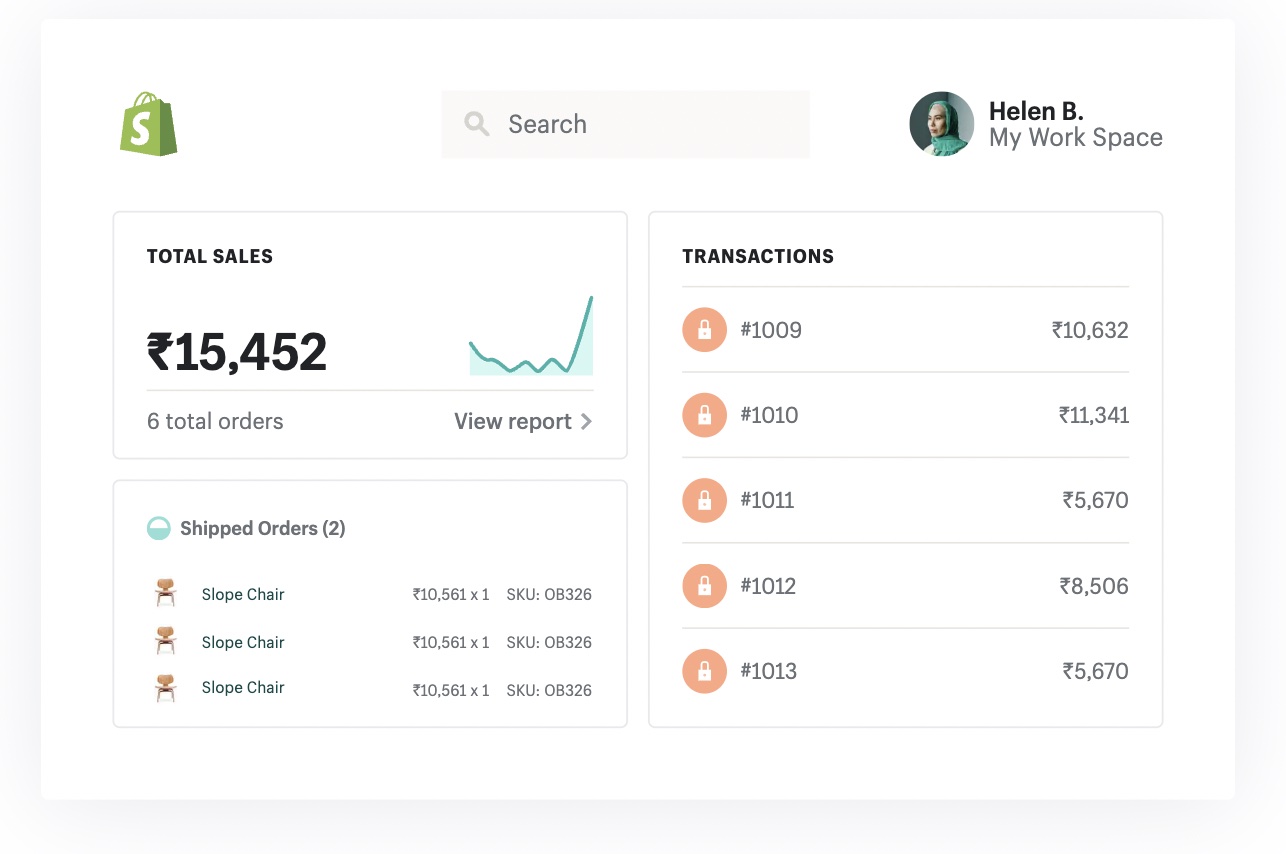 S
Search
Helen B.
My Work Space
TOTAL SALES
₹15,452
6 total orders
View report
Shipped Orders (2)
Slope Chair ₹10,561 x 1 SKU: OB326
Slope Chair ₹10,561 x 1 SKU: OB326
Slope Chair ₹10,561 x 1 SKU: OB326
TRANSACTIONS
#1009 ₹10,632
#1010 ₹11,341
#1011 ₹5,670
#1012 ₹8,506
#1013 ₹5,670